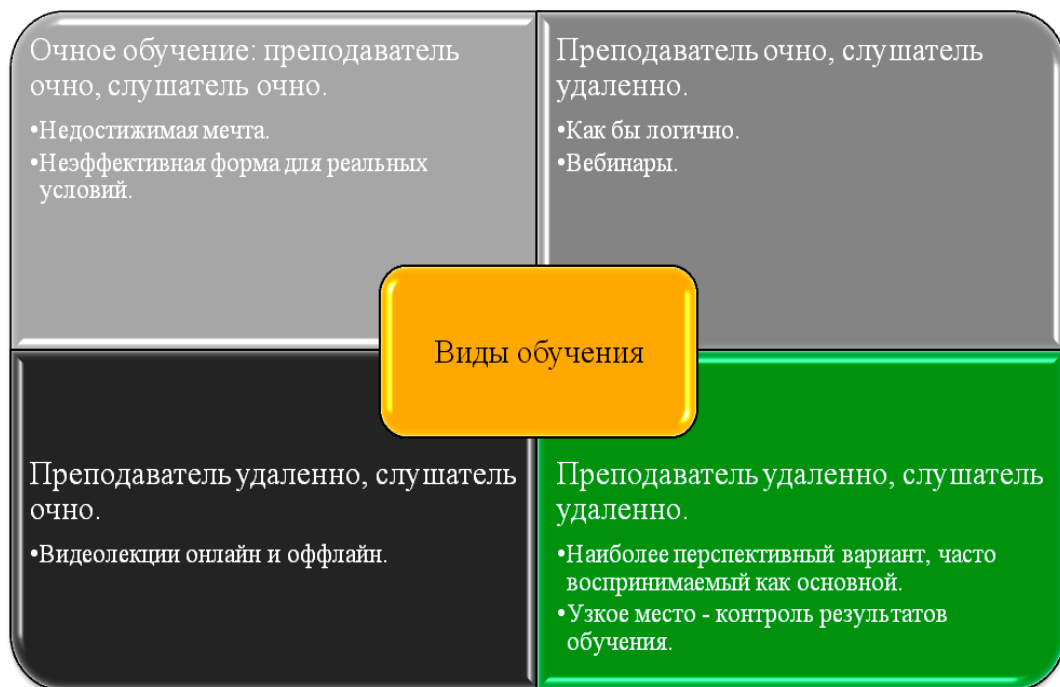 Очное обучение: преподаватель
очно, слушатель очно.
•Недостижимая мечта.
•Неэффективная форма для реальных
условий.
Преподаватель очно, слушатель
удаленно.
•Как бы логично.
•Вебинары.
Виды обучения
Преподаватель удаленно, слушатель
очно.
•Видеолекции онлайн и оффлайн.
Преподаватель удаленно, слушатель
удаленно.
•Наиболее перспективный вариант, часто
воспринимаемый как основной.
•Узкое место - контроль результатов
обучения.